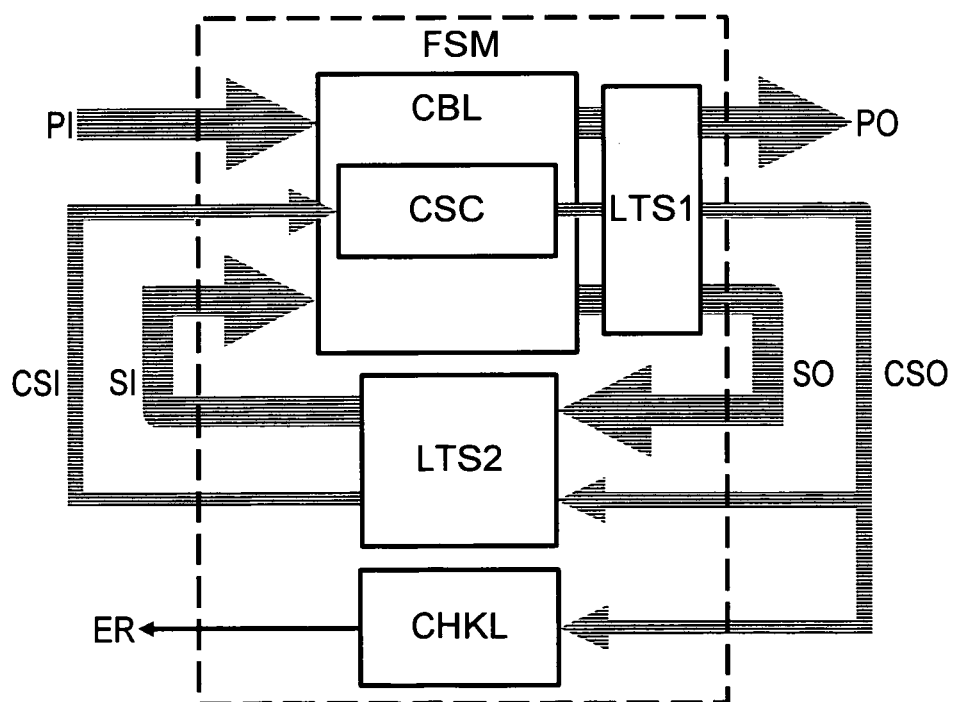 FSM
CBL
PI
PO
CSC
LTS1
CSI
SI
SO
CSO
LTS2
CHKL
ER